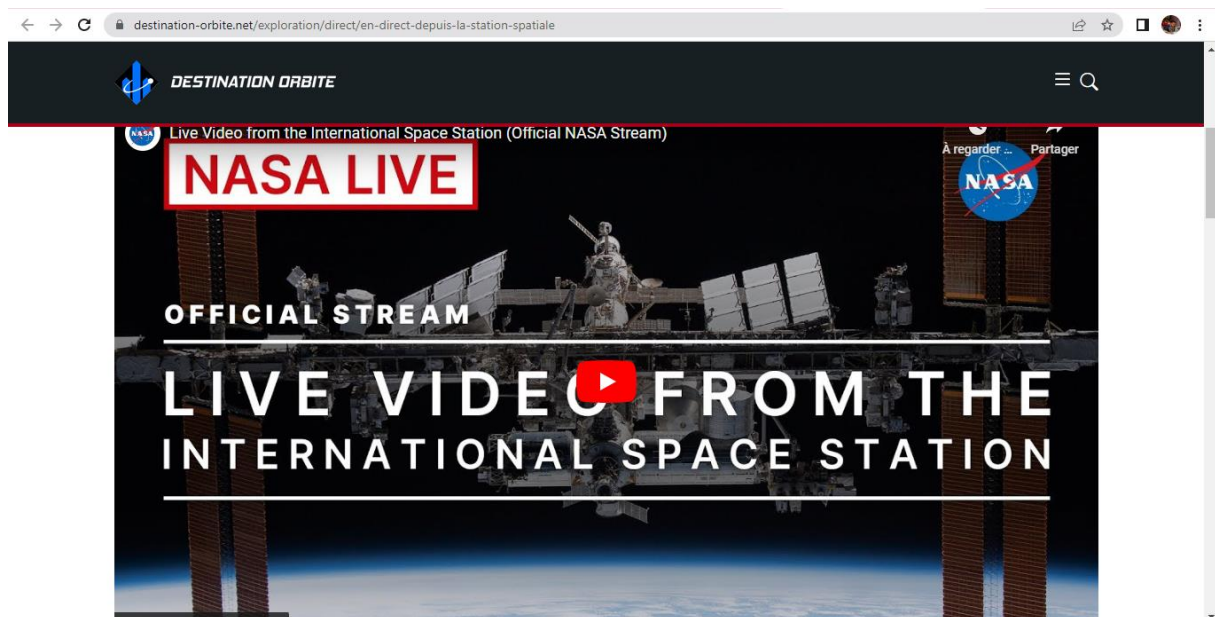 destination-orbite.net/exploration/direct/en-direct-depuis-la-station-spatiale
DESTINATION ORBITE
Live Video from the International Space Station (Official NASA Stream)
À regarder ...
Partager
NASA LIVE
NASA
OFFICIAL STREAM
LIVE VIDEO FROM THE
INTERNATIONAL SPACE STATION